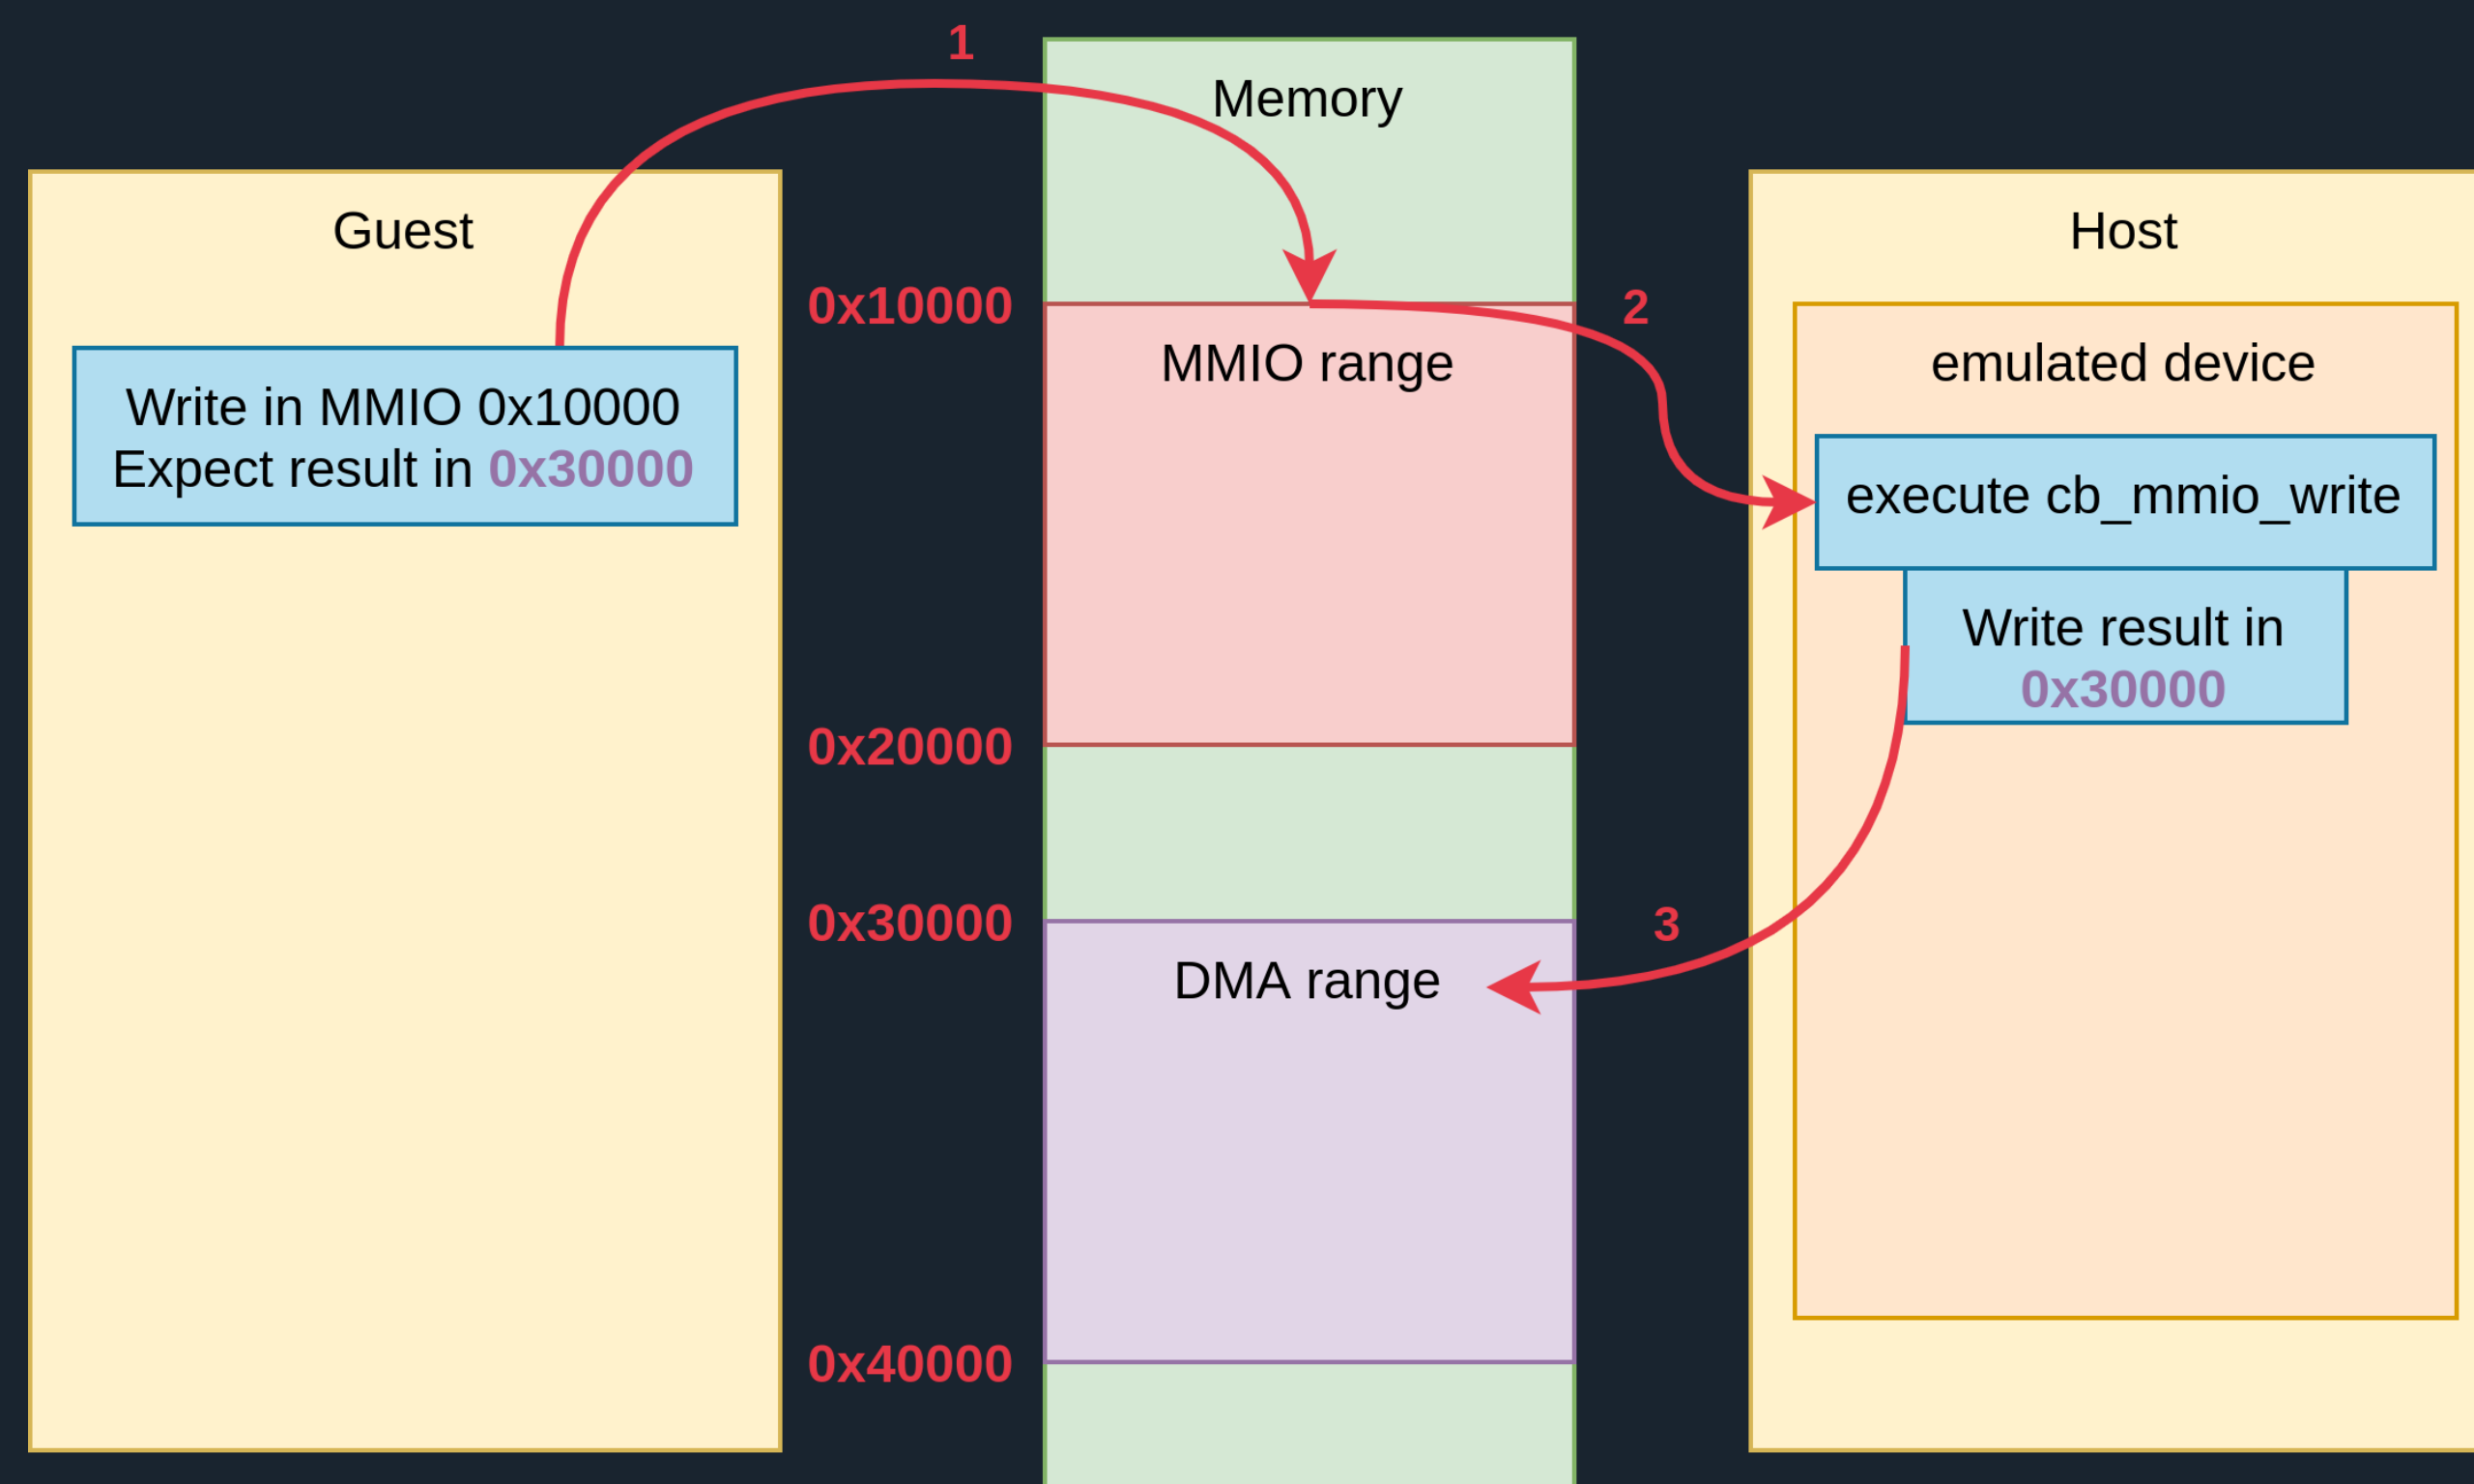 1
Memory
Guest
Host
0x10000
2
MMIO range
emulated device
Write in MMIO 0x10000
Expect result in 0x30000
execute cb_mmio_write
Write result in
0x30000
0x20000
0x30000
3
DMA range
0x40000